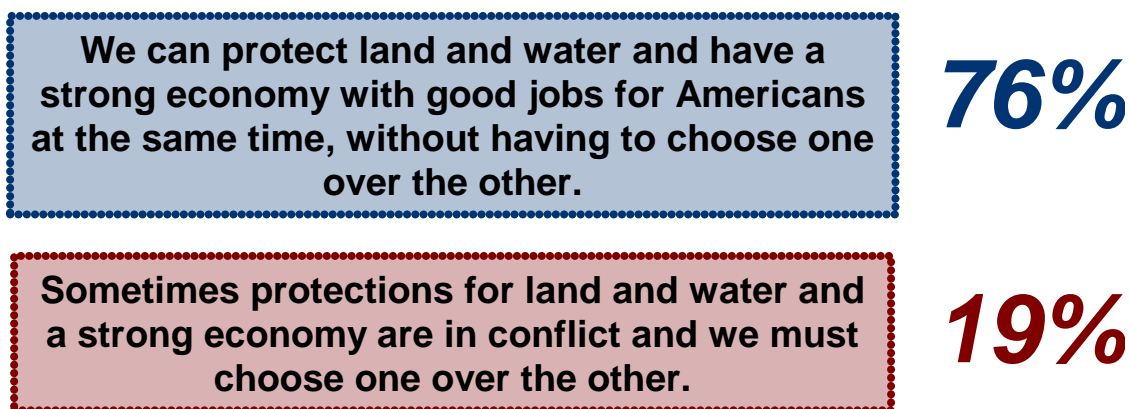 We can protect land and water and have a
strong economy with good jobs for Americans
at the same time, without having to choose one
over the other.
76%
Sometimes protections for land and water and
a strong economy are in conflict and we must
choose one over the other.
19%